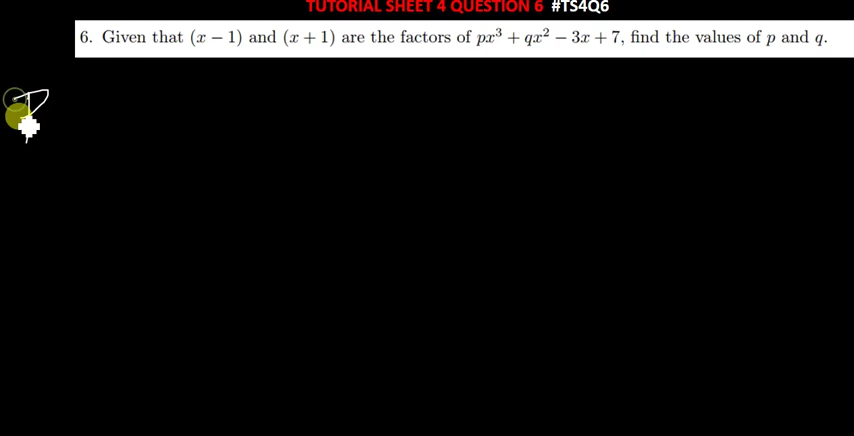 TUTORIAL SHEET 4 QUESTION 6 #TS4Q6
6. Given that (x − 1) and (x + 1) are the factors of px³ + qx² − 3x + 7, find the values of p and q.